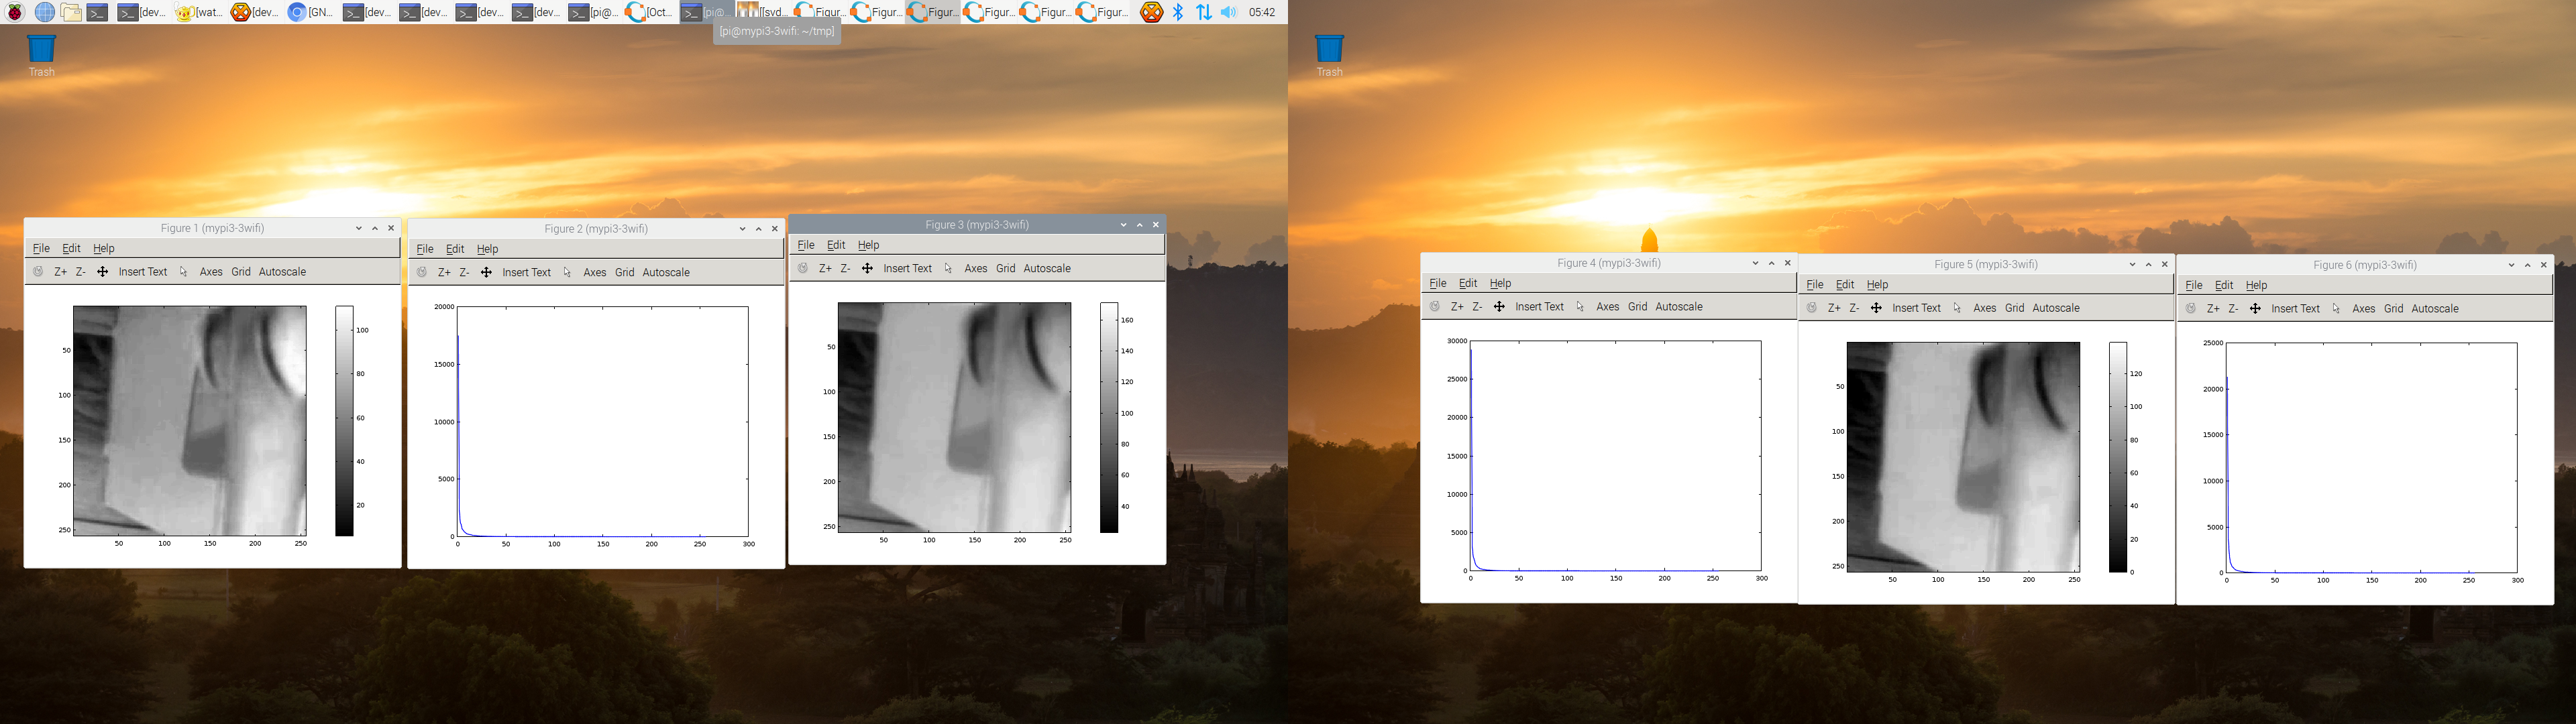 [dev... [wat... [dev... [GN... [dev... [dev... [dev... [dev... [pi@... [Oct... [pi@... [[svd... Figur... Figur... Figur... Figur... Figur... Figur... 05:42
[pi@mypi3-3wifi: ~/tmp]
Trash
Trash
Figure 1 (mypi3-3wifi)
File Edit Help
Z+ Z- Insert Text Axes Grid Autoscale
50
100
150
200
250
50 100 150 200 250
100
80
60
40
20
Figure 2 (mypi3-3wifi)
File Edit Help
Z+ Z- Insert Text Axes Grid Autoscale
20000
15000
10000
5000
0
0 50 100 150 200 250 300
Figure 3 (mypi3-3wifi)
File Edit Help
Z+ Z- Insert Text Axes Grid Autoscale
50
100
150
200
250
50 100 120 200 250
160
140
120
100
80
60
40
Figure 4 (mypi3-3wifi)
File Edit Help
Z+ Z- Insert Text Axes Grid Autoscale
30000
25000
20000
15000
10000
5000
0
0 50 100 150 200 250 300
Figure 5 (mypi3-3wifi)
File Edit Help
Z+ Z- Insert Text Axes Grid Autoscale
50
100
150
200
250
50 100 150 200 250
120
100
80
60
40
20
0
Figure 6 (mypi3-3wifi)
File Edit Help
Z+ Z- Insert Text Axes Grid Autoscale
25000
20000
15000
10000
5000
0
0 50 100 150 200 250 300